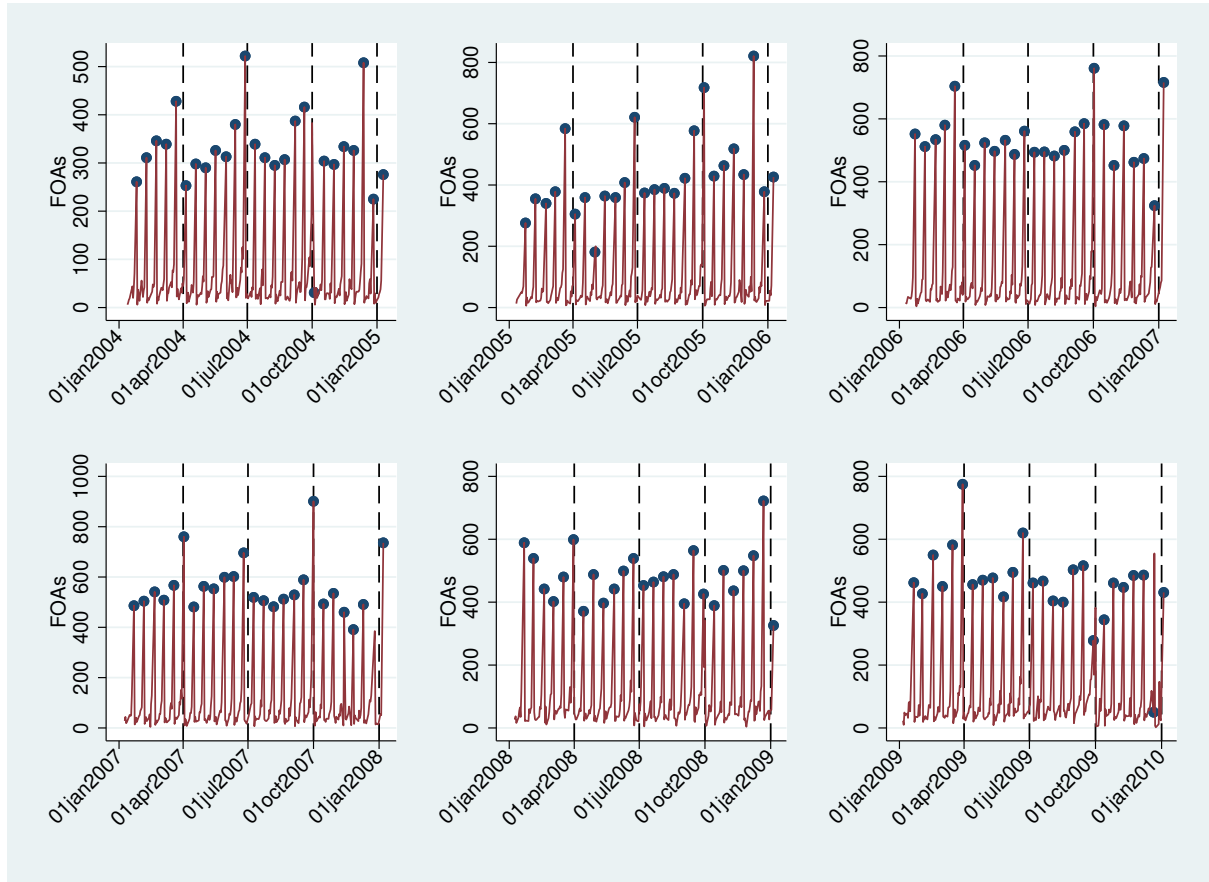 FOAs
0 100 200 300 400 500
01jan2004 01apr2004 01jul2004 01oct2004 01jan2005
FOAs
0 200 400 600 800
01jan2005 01apr2005 01jul2005 01oct2005 01jan2006
FOAs
0 200 400 600 800
01jan2006 01apr2006 01jul2006 01oct2006 01jan2007
FOAs
0 200 400 600 800 1000
01jan2007 01apr2007 01jul2007 01oct2007 01jan2008
FOAs
0 200 400 600 800
01jan2008 01apr2008 01jul2008 01oct2008 01jan2009
FOAs
0 200 400 600 800
01jan2009 01apr2009 01jul2009 01oct2009 01jan2010